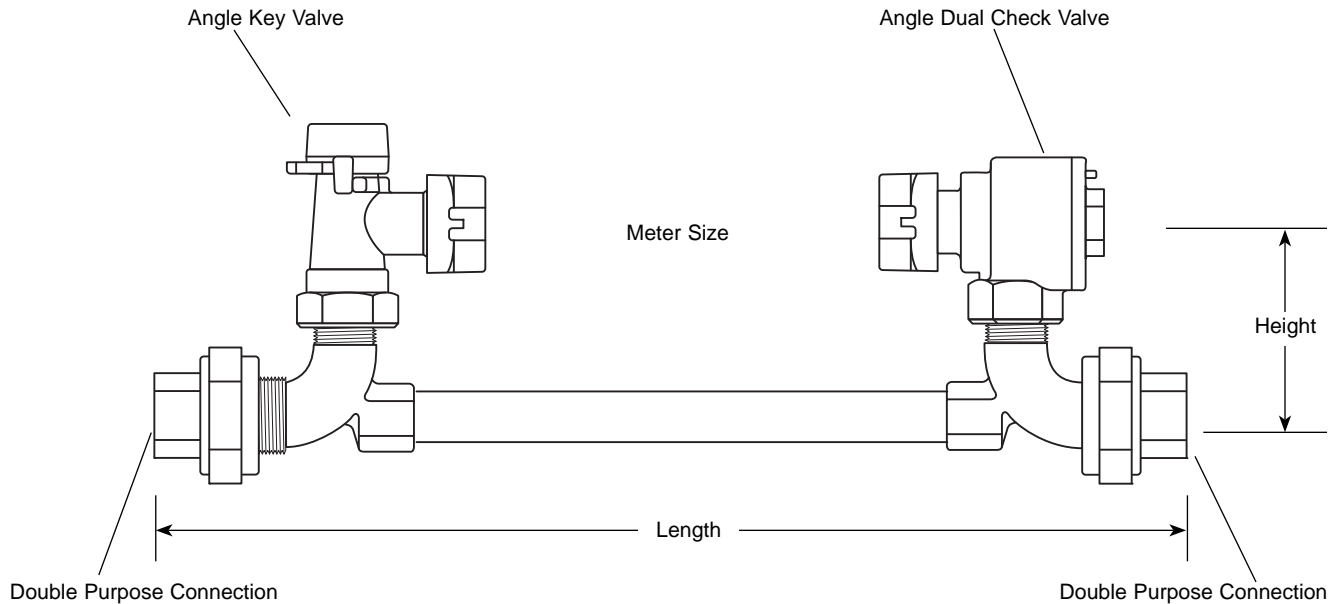 Angle Key Valve
Angle Dual Check Valve
Meter Size
Height
Length
Double Purpose Connection
Double Purpose Connection